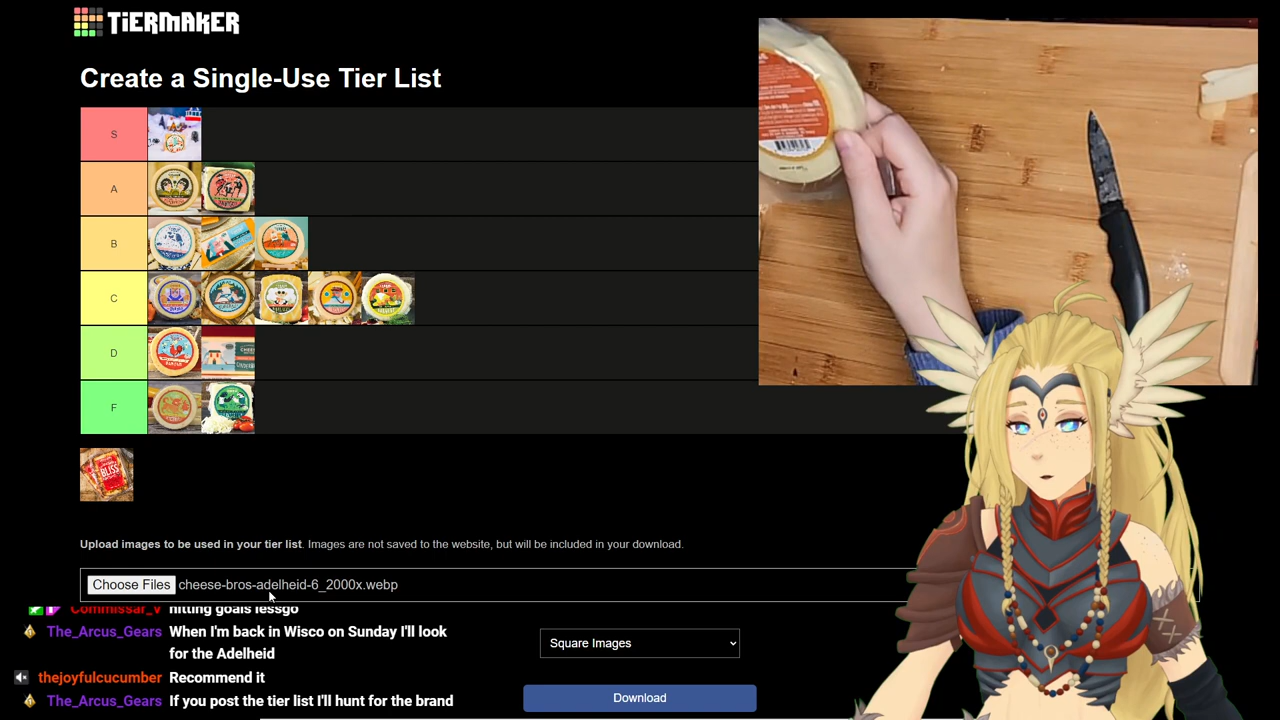 TiERMAKER
Create a Single-Use Tier List
S
A
B
C
D
F
BLISS
Upload images to be used in your tier list. Images are not saved to the website, but will be included in your download.
Choose Files cheese-bros-adelheid-6_2000x.webp
Commissar_V hitting goals lessgo
The_Arcus_Gears When I'm back in Wisco on Sunday I'll look
for the Adelheid
thejoyfulcucumber Recommend it
The_Arcus_Gears If you post the tier list I'll hunt for the brand
Square Images
Download